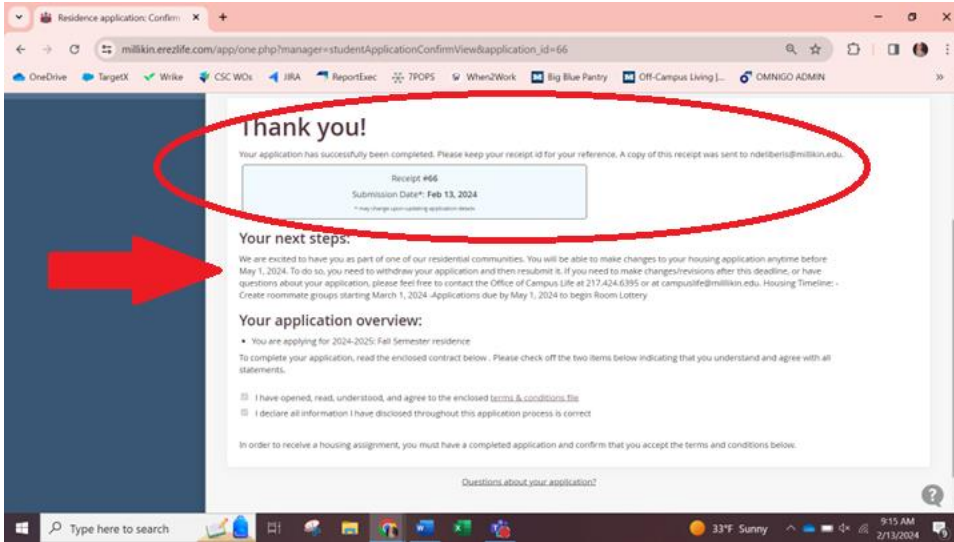 Residence application: Confirm
millikin.erezlife.com/app/one.php?manager=studentApplicationConfirmView&application_id=66
OneDrive TargetX Wrike CSC WOs JIRA ReportExec 7POPS When2Work Big Blue Pantry Off-Campus Living |... OMNIGO ADMIN »
Thank you!
Your application has successfully been completed. Please keep your receipt id for your reference. A copy of this receipt was sent to ndeliberis@millikin.edu.
Receipt #66
Submission Date*: Feb 13, 2024
* may change upon updating application details
Your next steps:
We are excited to have you as part of one of our residential communities. You will be able to make changes to your housing application anytime before
May 1, 2024. To do so, you need to withdraw your application and then resubmit it. If you need to make changes/revisions after this deadline, or have
questions about your application, please feel free to contact the Office of Campus Life at 217.424.6395 or at campuslife@millikin.edu. Housing Timeline: -
Create roommate groups starting March 1, 2024 -Applications due by May 1, 2024 to begin Room Lottery
Your application overview:
• You are applying for 2024-2025: Fall Semester residence
To complete your application, read the enclosed contract below . Please check off the two items below indicating that you understand and agree with all
statements.
I have opened, read, understood, and agree to the enclosed terms & conditions file
I declare all information I have disclosed throughout this application process is correct
In order to receive a housing assignment, you must have a completed application and confirm that you accept the terms and conditions below.
Questions about your application?
?
Type here to search
33°F Sunny
9:15 AM
2/13/2024